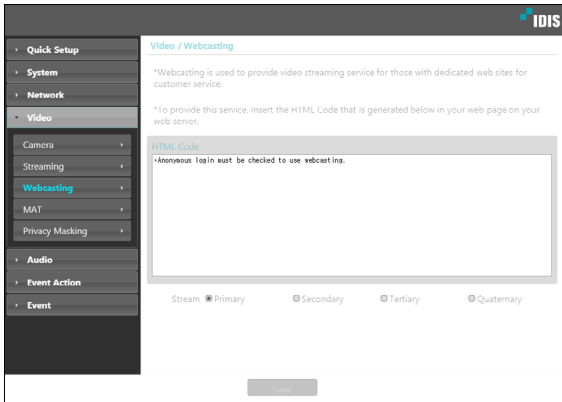 IDIS
Quick Setup
System
Network
Video
Camera
Streaming
Webcasting
MAT
Privacy Masking
Audio
Event Action
Event
Video / Webcasting
*Webcasting is used to provide video streaming service for those with dedicated web sites for
customer service.
*To provide this service, insert the HTML Code that is generated below in your web page on your
web server.
HTML Code
*Anonymous login must be checked to use webcasting.
Stream Primary Secondary Tertiary Quaternary
Save